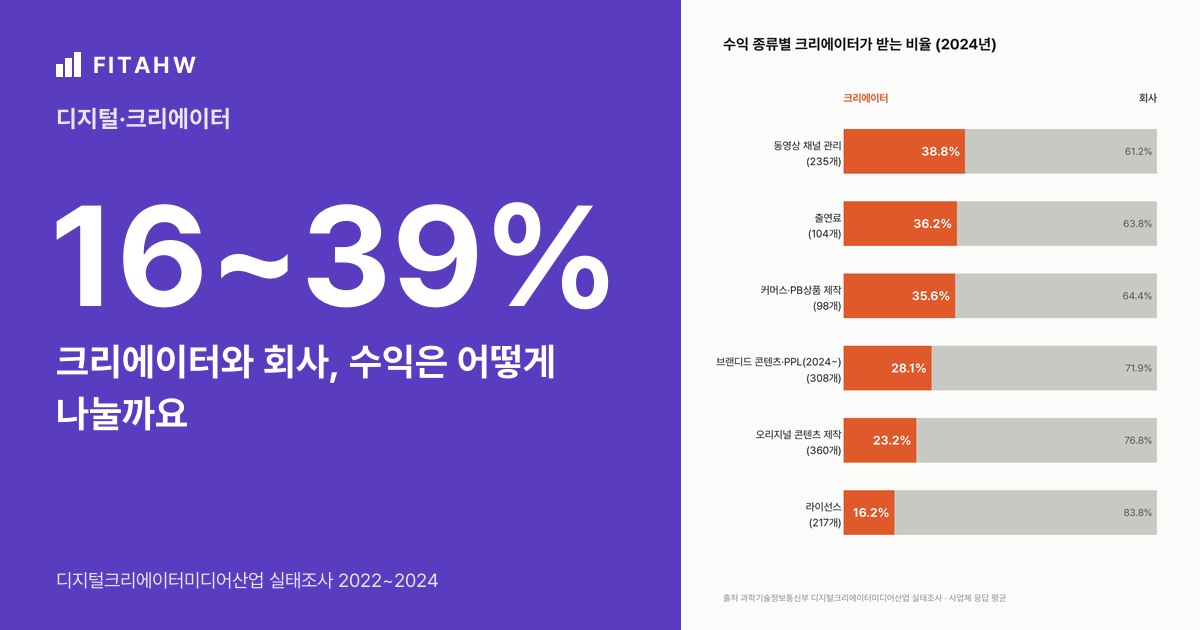 FITAHW
디지털·크리에이터
16~39%
크리에이터와 회사, 수익은 어떻게
나눌까요
디지털크리에이터미디어산업 실태조사 2022~2024
수익 종류별 크리에이터가 받는 비율 (2024년)
크리에이터 회사
동영상 채널 관리
(235개)
38.8% 61.2%
출연료
(104개)
36.2% 63.8%
커머스·PB상품 제작
(98개)
35.6% 64.4%
브랜디드 콘텐츠·PPL(2024~)
(308개)
28.1% 71.9%
오리지널 콘텐츠 제작
(360개)
23.2% 76.8%
라이선스
(217개)
16.2% 83.8%
출처 과학기술정보통신부 디지털크리에이터미디어산업 실태조사 · 사업체 응답 평균